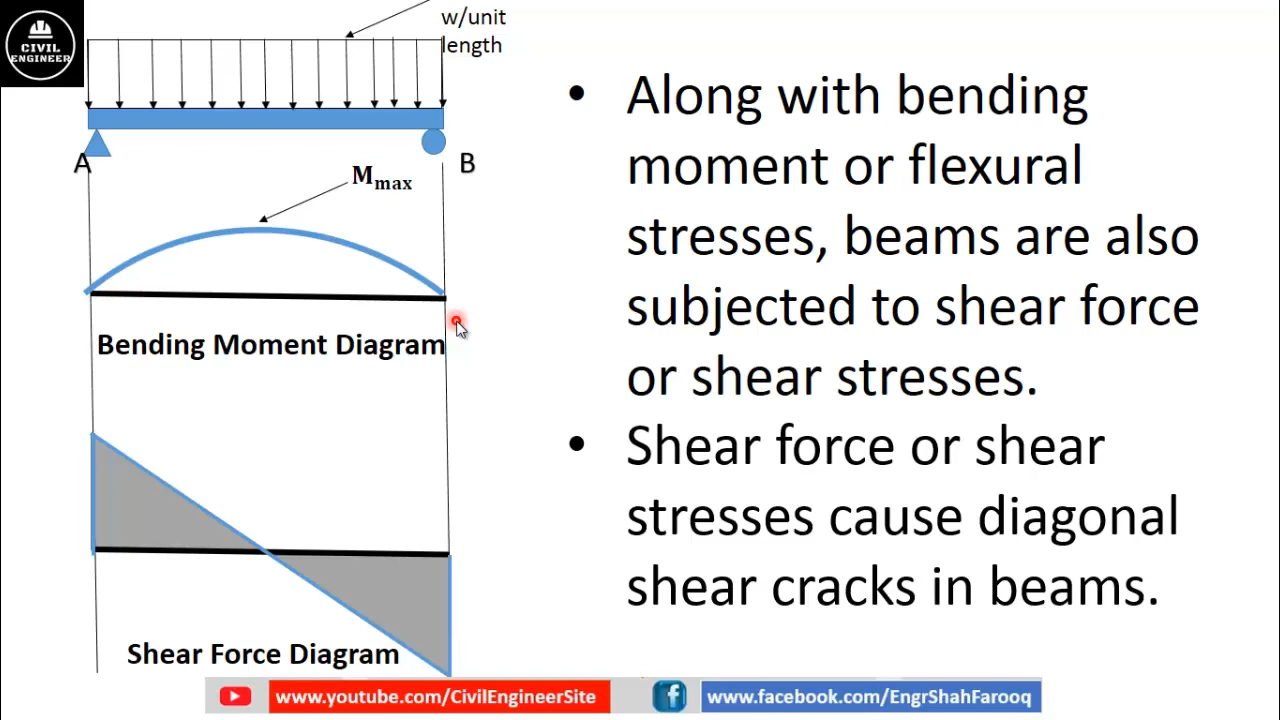 CIVIL
ENGINEER
w/unit
length
A
B
Mmax
Bending Moment Diagram
Shear Force Diagram
• Along with bending
moment or flexural
stresses, beams are also
subjected to shear force
or shear stresses.
• Shear force or shear
stresses cause diagonal
shear cracks in beams.
www.youtube.com/CivilEngineerSite
www.facebook.com/EngrShahFarooq